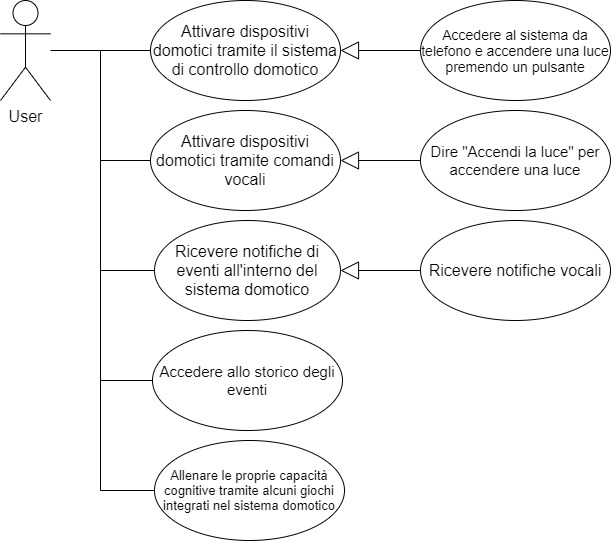 User
Attivare dispositivi
domotici tramite il sistema
di controllo domotico
Accedere al sistema da
telefono e accendere una luce
premendo un pulsante
Attivare dispositivi
domotici tramite comandi
vocali
Dire "Accendi la luce" per
accendere una luce
Ricevere notifiche di
eventi all'interno del
sistema domotico
Ricevere notifiche vocali
Accedere allo storico degli
eventi
Allenare le proprie capacità
cognitive tramite alcuni giochi
integrati nel sistema domotico